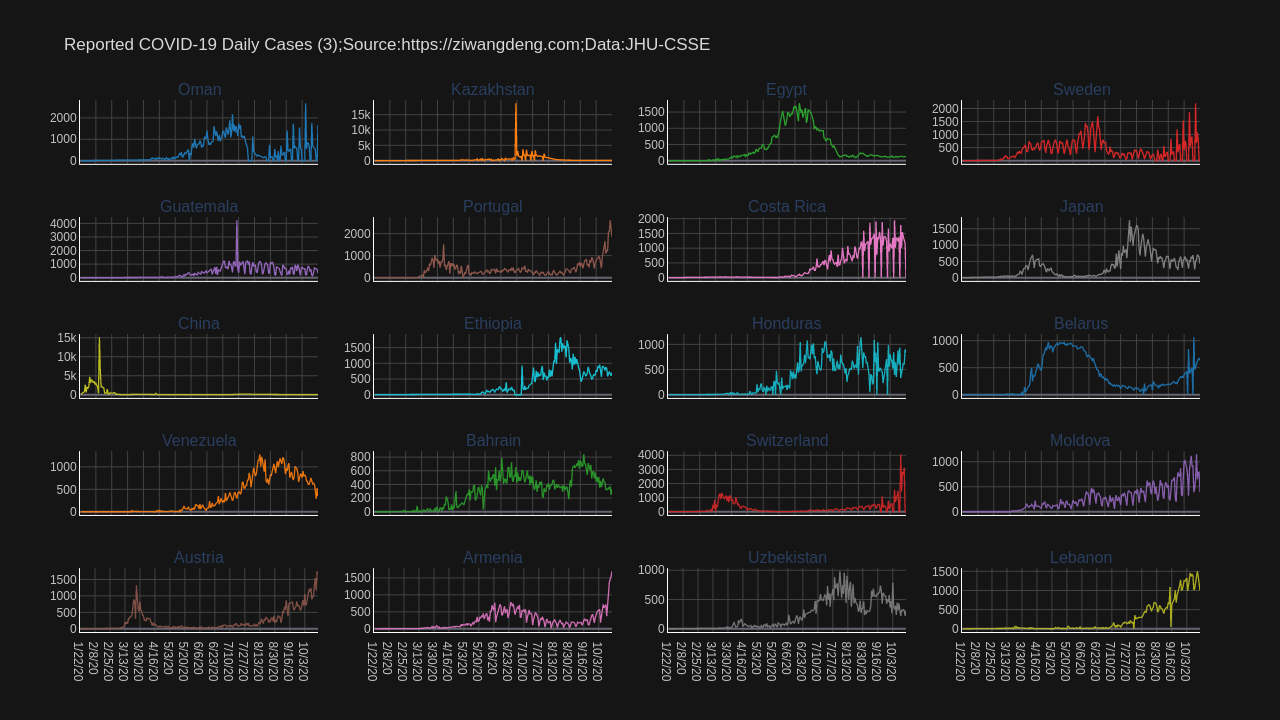 Reported COVID-19 Daily Cases (3);Source:https://ziwangdeng.com;Data:JHU-CSSE
Oman Kazakhstan Egypt Sweden
2000 1000 0 15k 10k 5k 0 1500 1000 500 0 2000 1500 1000 500 0
Guatemala Portugal Costa Rica Japan
4000 3000 2000 1000 0 2000 1000 0 2000 1500 1000 500 0 1500 1000 500 0
China Ethiopia Honduras Belarus
15k 10k 5k 0 1500 1000 500 0 1000 500 0 1000 500 0
Venezuela Bahrain Switzerland Moldova
1000 500 0 800 600 400 200 0 4000 3000 2000 1000 0 1000 500 0
Austria Armenia Uzbekistan Lebanon
1500 1000 500 0 1500 1000 500 0 1000 500 0 1500 1000 500 0
1/22/20 2/8/20 2/25/20 3/13/20 3/30/20 4/16/20 5/3/20 5/20/20 6/6/20 6/23/20 7/10/20 7/27/20 8/13/20 8/30/20 9/16/20 10/3/20
1/22/20 2/8/20 2/25/20 3/13/20 3/30/20 4/16/20 5/3/20 5/20/20 6/6/20 6/23/20 7/10/20 7/27/20 8/13/20 8/30/20 9/16/20 10/3/20
1/22/20 2/8/20 2/25/20 3/13/20 3/30/20 4/16/20 5/3/20 5/20/20 6/6/20 6/23/20 7/10/20 7/27/20 8/13/20 8/30/20 9/16/20 10/3/20
1/22/20 2/8/20 2/25/20 3/13/20 3/30/20 4/16/20 5/3/20 5/20/20 6/6/20 6/23/20 7/10/20 7/27/20 8/13/20 8/30/20 9/16/20 10/3/20